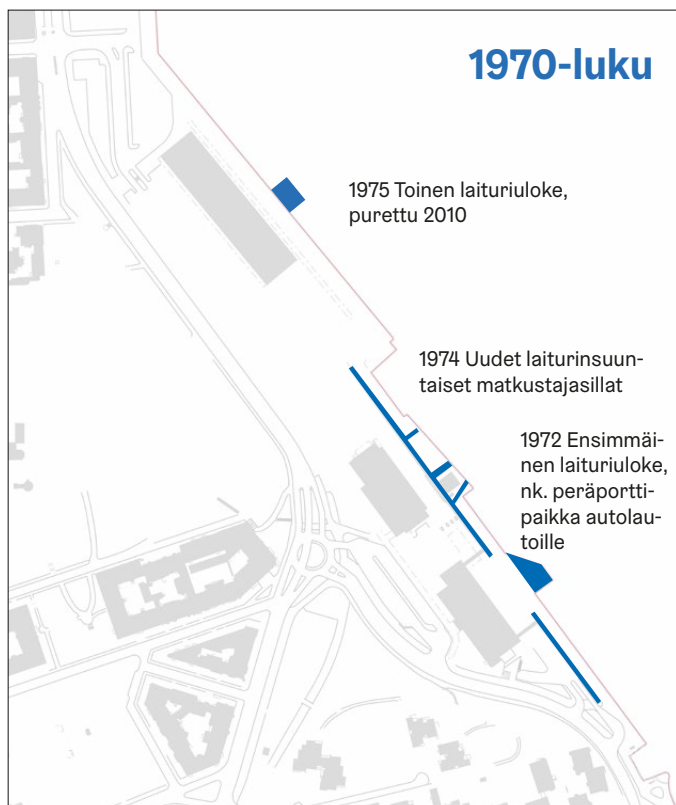 1970-luku
1975 Toinen laituriuloke,
purettu 2010
1974 Uudet laiturinsuun-
taiset matkustajasillat
1972 Ensimmäi-
nen laituriuloke,
nk. peräportti-
paikka autolau-
toille